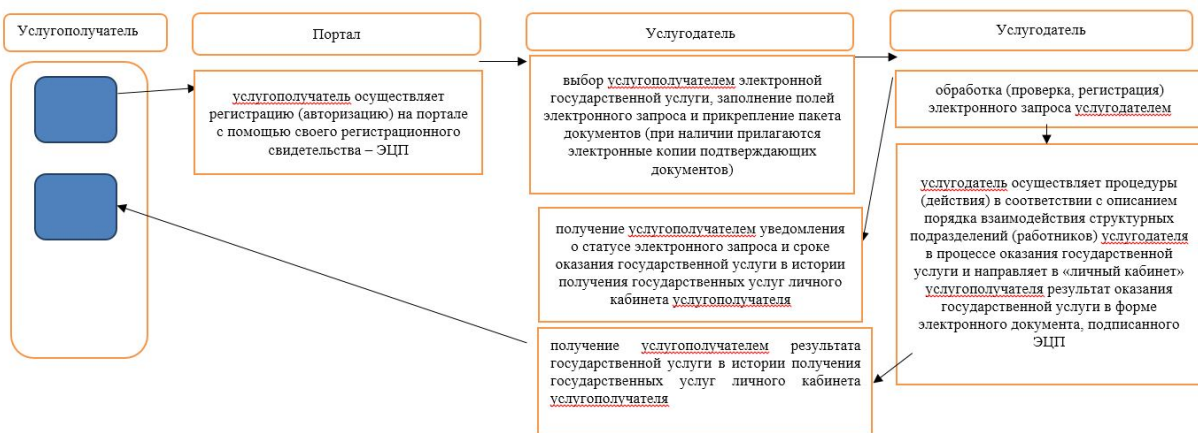 Услугополучатель
Портал
Услугодатель
Услугодатель
услугополучатель осуществляет
регистрацию (авторизацию) на портале
с помощью своего регистрационного
свидетельства – ЭЦП
выбор услугополучателем электронной
государственной услуги, заполнение полей
электронного запроса и прикрепление пакета
документов (при наличии прилагаются
электронные копии подтверждающих
документов)
обработка (проверка, регистрация)
электронного запроса услугодателем
получение услугополучателем уведомления
о статусе электронного запроса и сроке
оказания государственной услуги в истории
получения государственных услуг личного
кабинета услугополучателя
услугодатель осуществляет процедуры
(действия) в соответствии с описанием
порядка взаимодействия структурных
подразделений (работников) услугодателя
в процессе оказания государственной
услуги и направляет в «личный кабинет»
услугополучателя результат оказания
государственной услуги в форме
электронного документа, подписанного
ЭЦП
получение услугополучателем результата
государственной услуги в истории получения
государственных услуг личного кабинета
услугополучателя